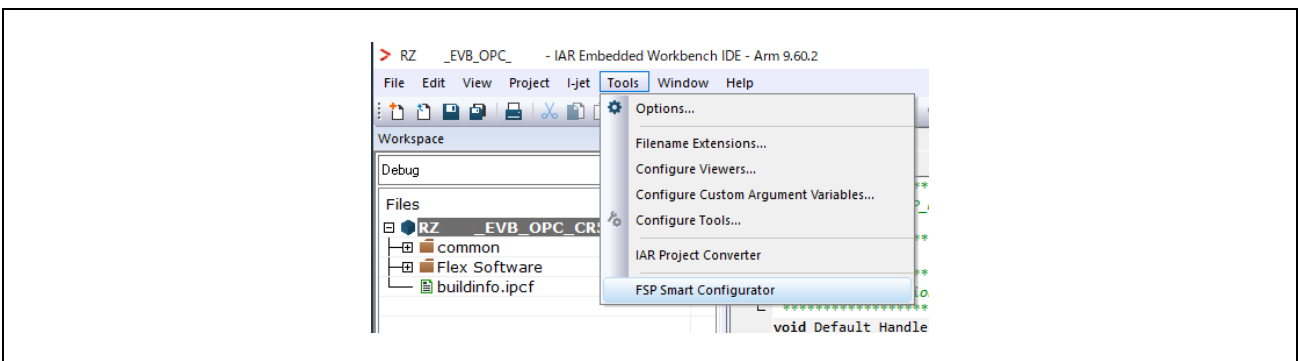 RZ _EVB_OPC_ - IAR Embedded Workbench IDE - Arm 9.60.2
File Edit View Project I-jet Tools Window Help
Options...
Workspace
Filename Extensions...
Debug
Configure Viewers...
Configure Custom Argument Variables...
Files
Configure Tools...
RZ _EVB_OPC_CR5
common
IAR Project Converter
Flex Software
buildinfo.ipcf
FSP Smart Configurator
void Default Handle